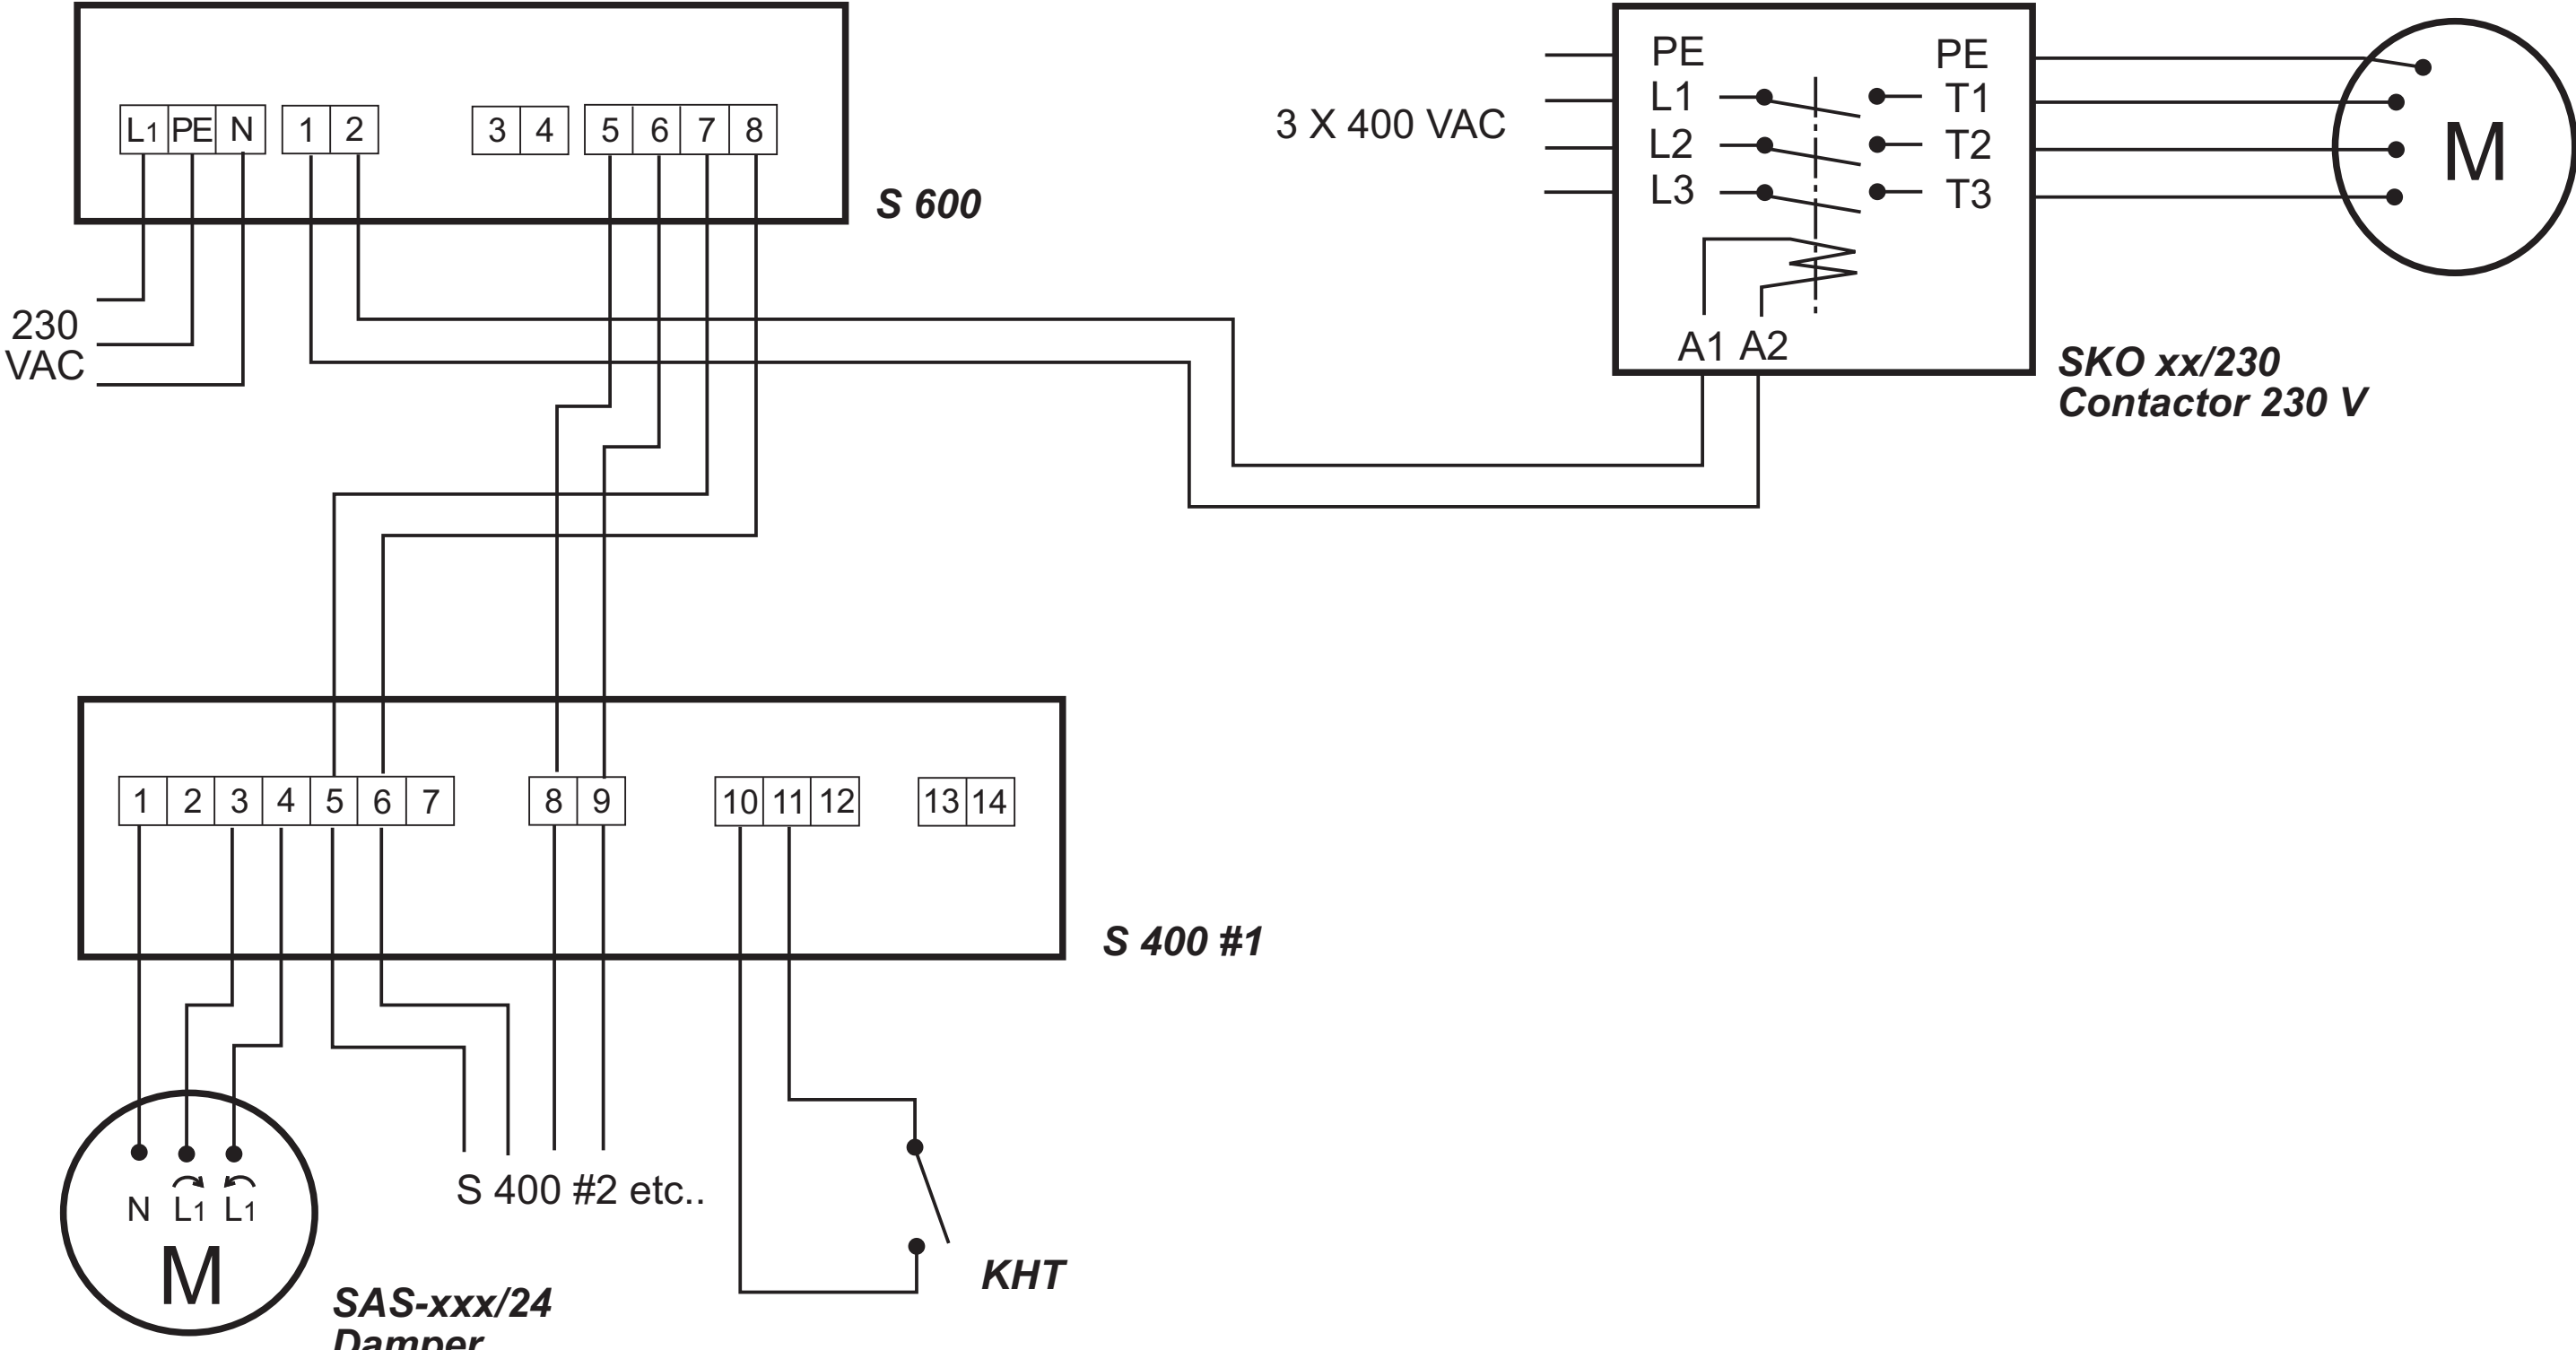 L1 PE N 1 2 3 4 5 6 7 8
S 600
230
VAC
3 X 400 VAC
PE PE
L1 T1
L2 T2
L3 T3
A1 A2
M
SKO xx/230
Contactor 230 V
1 2 3 4 5 6 7 8 9 10 11 12 13 14
S 400 #1
N L1 L1
M
S 400 #2 etc..
KHT
SAS-xxx/24
Damper